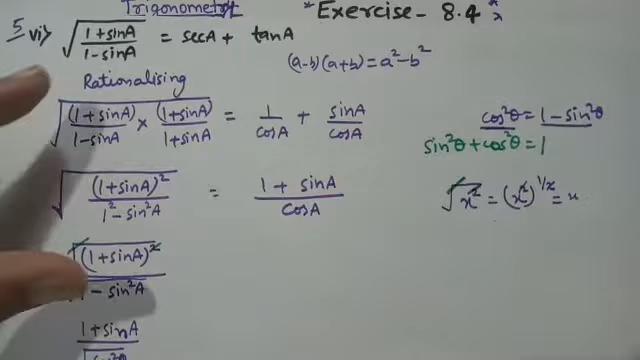 Trigonometry
*Exercise - 8.4**
5 vi) √(1+sinA)/(1-sinA) = secA + tanA
(a-b)(a+b)=a²-b²
Rationalising
√(1+sinA)/(1-sinA) × (1+sinA)/(1+sinA) = 1/cosA + sinA/cosA
cos²θ = 1-sin²θ
sin²θ+cos²θ=1
√(1+sinA)²/(1²-sin²A) = (1+sinA)/cosA
√x² = (x²)^1/2 = x
√(1+sinA)²/√1-sin²A
1+sinA